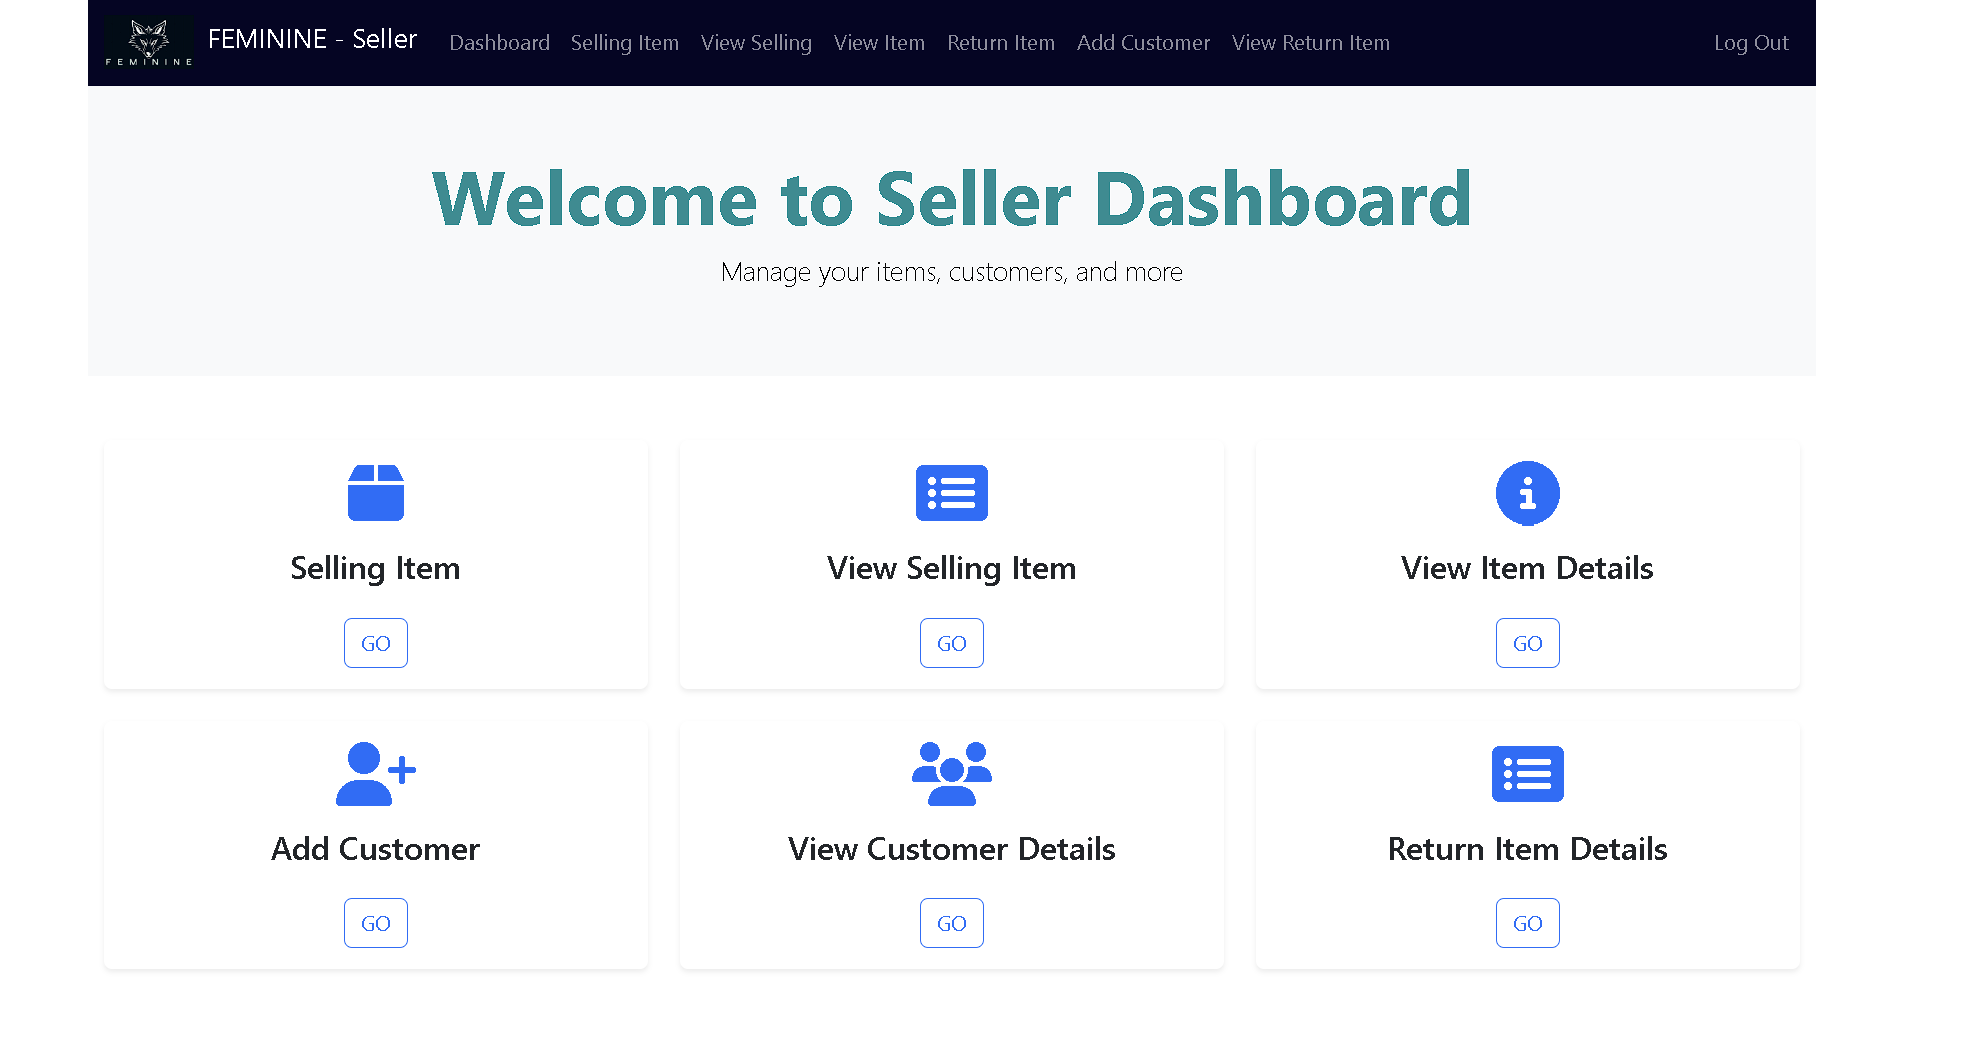 FEMININE
FEMININE - Seller Dashboard Selling Item View Selling View Item Return Item Add Customer View Return Item Log Out
Welcome to Seller Dashboard
Manage your items, customers, and more
Selling Item
GO
View Selling Item
GO
View Item Details
GO
Add Customer
GO
View Customer Details
GO
Return Item Details
GO